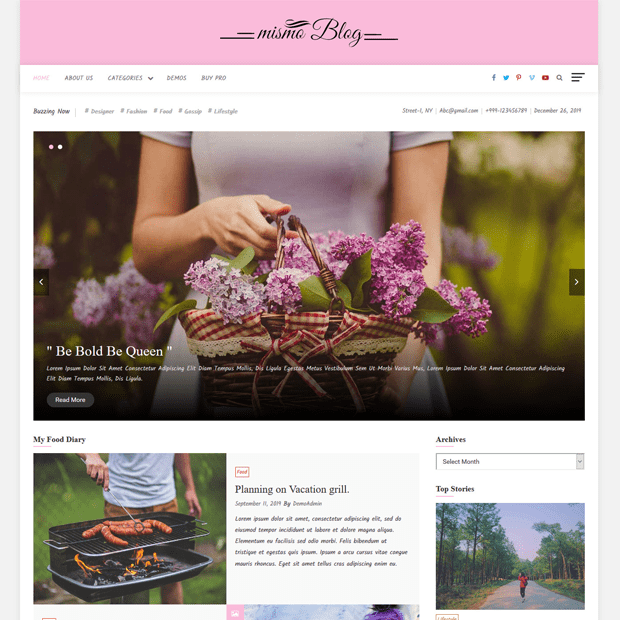 mismo Blog
HOME ABOUT US CATEGORIES DEMOS BUY PRO
Buzzing Now # Designer # Fashion # Food # Gossip # Lifestyle Street-1, NY | Abc@gmail.com | +999-123456789 | December 26, 2019
" Be Bold Be Queen "
Lorem Ipsum Dolor Sit Amet Consectetur Adipiscing Elit Diam Tempus Mollis, Dis Ligula Egestas Metus Vestibulum Sem Ut Morbi Varius Mus, Lorem Ipsum Dolor Sit Amet Consectetur Adipiscing
Elit Diam Tempus Mollis, Dis Ligula.
Read More
My Food Diary
Food
Planning on Vacation grill.
September 11, 2019 By DemoAdmin
Lorem ipsum dolor sit amet, consectetur adipiscing elit, sed do
eiusmod tempor incididunt ut labore et dolore magna aliqua.
Elementum eu facilisis sed odio morbi. Felis bibendum ut
tristique et egestas quis ipsum. Ipsum a arcu cursus vitae congue
mauris rhoncus. Eget sit amet tellus cras adipiscing enim eu.
Archives
Select Month
Top Stories
Lifestyle